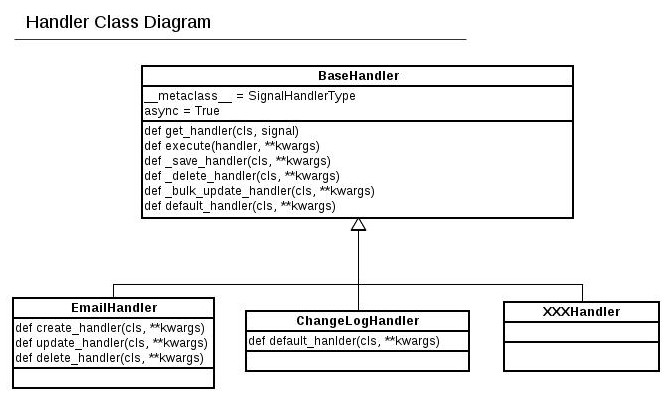 Handler Class Diagram
BaseHandler
__metaclass__ = SignalHandlerType
async = True
def get_handler(cls, signal)
def execute(handler, **kwargs)
def _save_handler(cls, **kwargs)
def _delete_handler(cls, **kwargs)
def _bulk_update_handler(cls, **kwargs)
def default_handler(cls, **kwargs)
EmailHandler
def create_handler(cls, **kwargs)
def update_handler(cls, **kwargs)
def delete_handler(cls, **kwargs)
ChangeLogHandler
def default_hanlder(cls, **kwargs)
XXXHandler